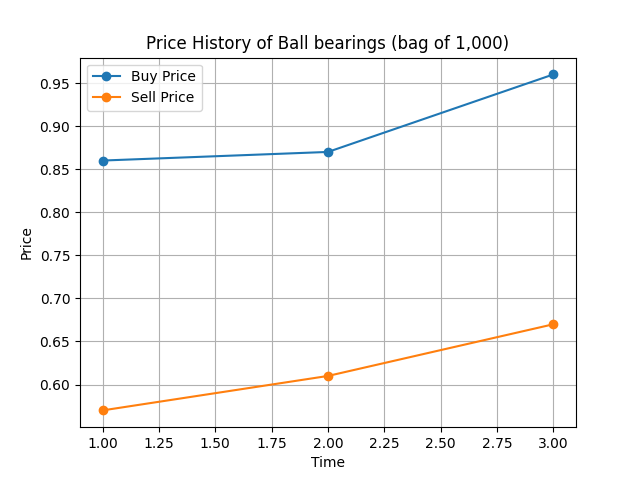 Price History of Ball bearings (bag of 1,000)
Buy Price
Sell Price
0.95
0.90
0.85
0.80
0.75
0.70
0.65
0.60
Price
1.00 1.25 1.50 1.75 2.00 2.25 2.50 2.75 3.00
Time